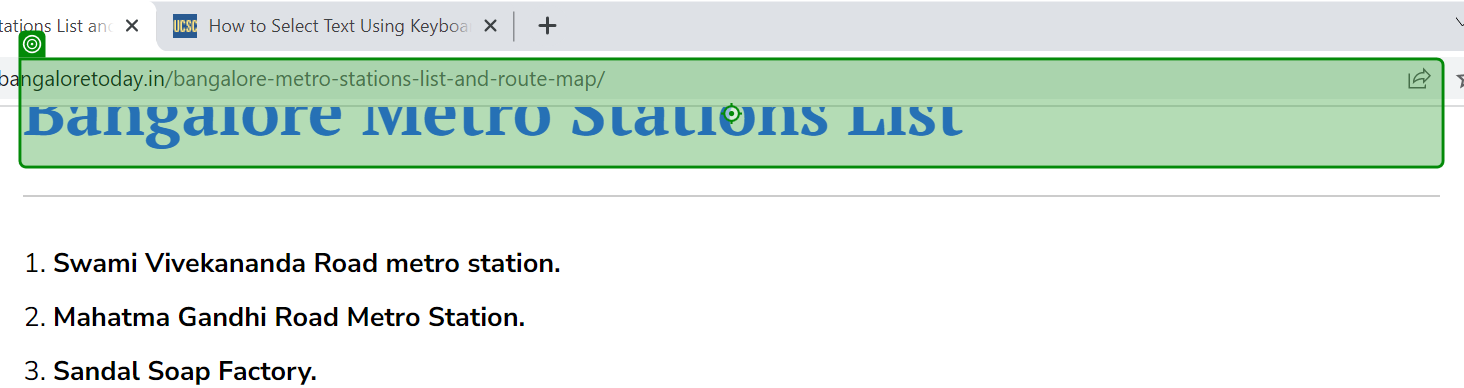 tations List and
UCSC How to Select Text Using Keyboa
bangaloretoday.in/bangalore-metro-stations-list-and-route-map/
Bangalore Metro Stations List
1. Swami Vivekananda Road metro station.
2. Mahatma Gandhi Road Metro Station.
3. Sandal Soap Factory.